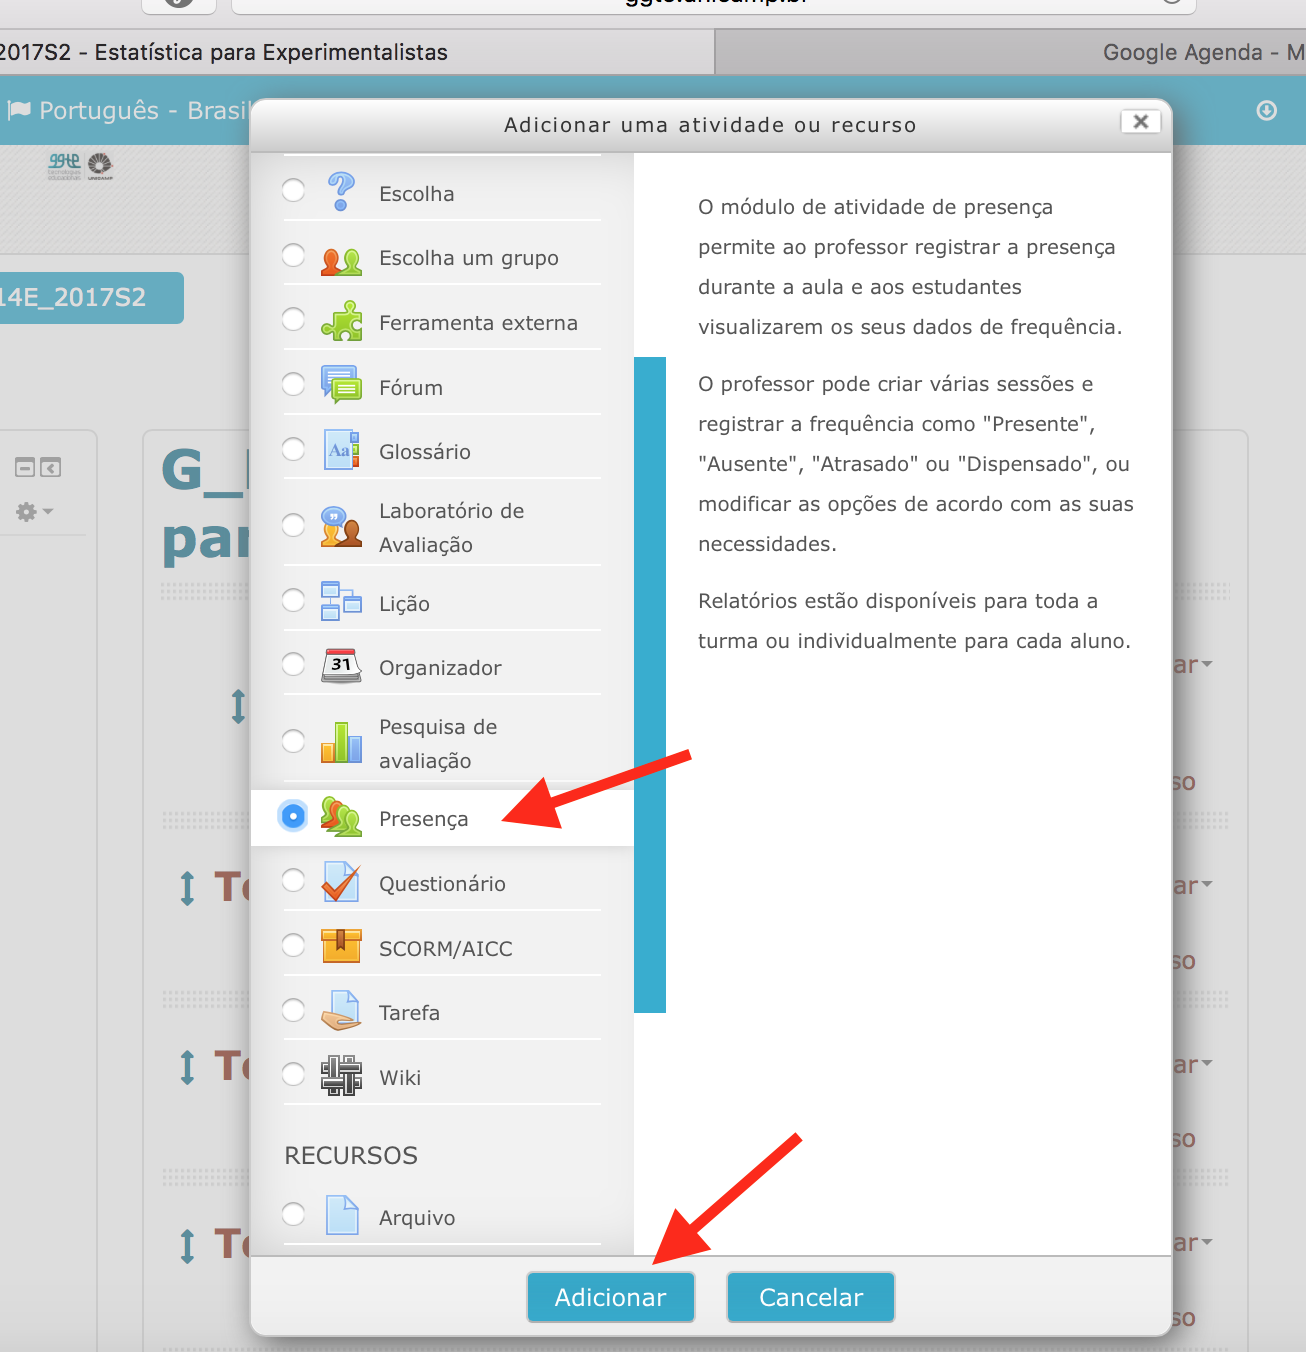 2017S2 - Estatística para Experimentalistas
Google Agenda - M
Português - Brasil
Adicionar uma atividade ou recurso
14E_2017S2
Escolha
Escolha um grupo
Ferramenta externa
Fórum
Glossário
Laboratório de
Avaliação
Lição
31
Organizador
Pesquisa de
avaliação
Presença
Questionário
SCORM/AICC
Tarefa
Wiki
RECURSOS
Arquivo
O módulo de atividade de presença
permite ao professor registrar a presença
durante a aula e aos estudantes
visualizarem os seus dados de frequência.
O professor pode criar várias sessões e
registrar a frequência como "Presente",
"Ausente", "Atrasado" ou "Dispensado", ou
modificar as opções de acordo com as suas
necessidades.
Relatórios estão disponíveis para toda a
turma ou individualmente para cada aluno.
Adicionar
Cancelar